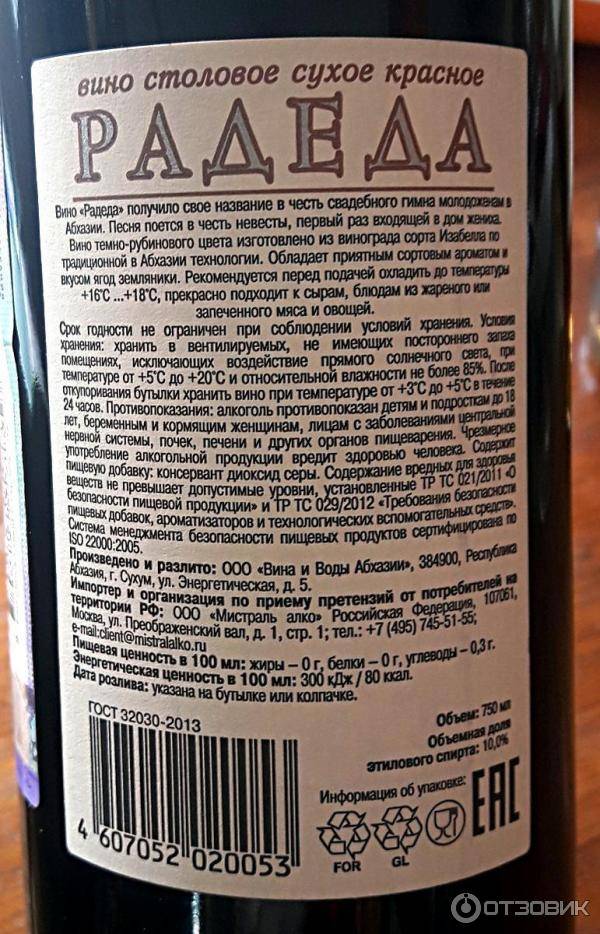 вино столовое сухое красное
РАДЕДА
Вино «Радеда» получило свое название в честь свадебного гимна молодоженам в
Абхазии. Песня поется в честь невесты, первый раз входящей в дом жениха.
Вино темно-рубинового цвета изготовлено из винограда сорта Изабелла по
традиционной в Абхазии технологии. Обладает приятным сортовым ароматом и
вкусом ягод земляники. Рекомендуется перед подачей охладить до температуры
+16°С ...+18°С, прекрасно подходит к сырам, блюдам из жареного или
запеченного мяса и овощей.
Срок годности не ограничен при соблюдении условий хранения. Условия
хранения: хранить в вентилируемых, не имеющих постороннего запаха
помещениях, исключающих воздействие прямого солнечного света, при
температуре от +5°С до +20°С и относительной влажности не более 85%. После
откупоривания бутылки хранить вино при температуре от +3°С до +5°С в течение
24 часов. Противопоказания: алкоголь противопоказан детям и подросткам до 18
лет, беременным и кормящим женщинам, лицам с заболеваниями центральной
нервной системы, почек, печени и других органов пищеварения. Чрезмерное
употребление алкогольной продукции вредит здоровью человека. Содержит
пищевую добавку: консервант диоксид серы. Содержание вредных для здоровья
веществ не превышает допустимые уровни, установленные ТР ТС 021/2011 «О
безопасности пищевой продукции» и ТР ТС 029/2012 «Требования безопасности
пищевых добавок, ароматизаторов и технологических вспомогательных средств».
Система менеджмента безопасности пищевых продуктов сертифицирована по
ISO 22000:2005.
Произведено и разлито: ООО «Вина и Воды Абхазии», 384900, Республика
Абхазия, г. Сухум, ул. Энергетическая, д. 5.
Импортер и организация по приему претензий от потребителей на
территории РФ: ООО «Мистраль алко» Российская Федерация, 107061,
Москва, ул. Преображенский вал, д. 1, стр. 1; тел.: +7 (495) 745-51-55;
e-mail:client@mistralalko.ru
Пищевая ценность в 100 мл: жиры – 0 г, белки – 0 г, углеводы – 0,3 г.
Энергетическая ценность в 100 мл: 300 кДж / 80 ккал.
Дата розлива: указана на бутылке или колпачке.
ГОСТ 32030-2013
Объем: 750 мл
Объемная доля
этилового спирта: 10,0%
Информация об упаковке:
FOR GL
EAC
4 607052 020053
ОТЗОВИК